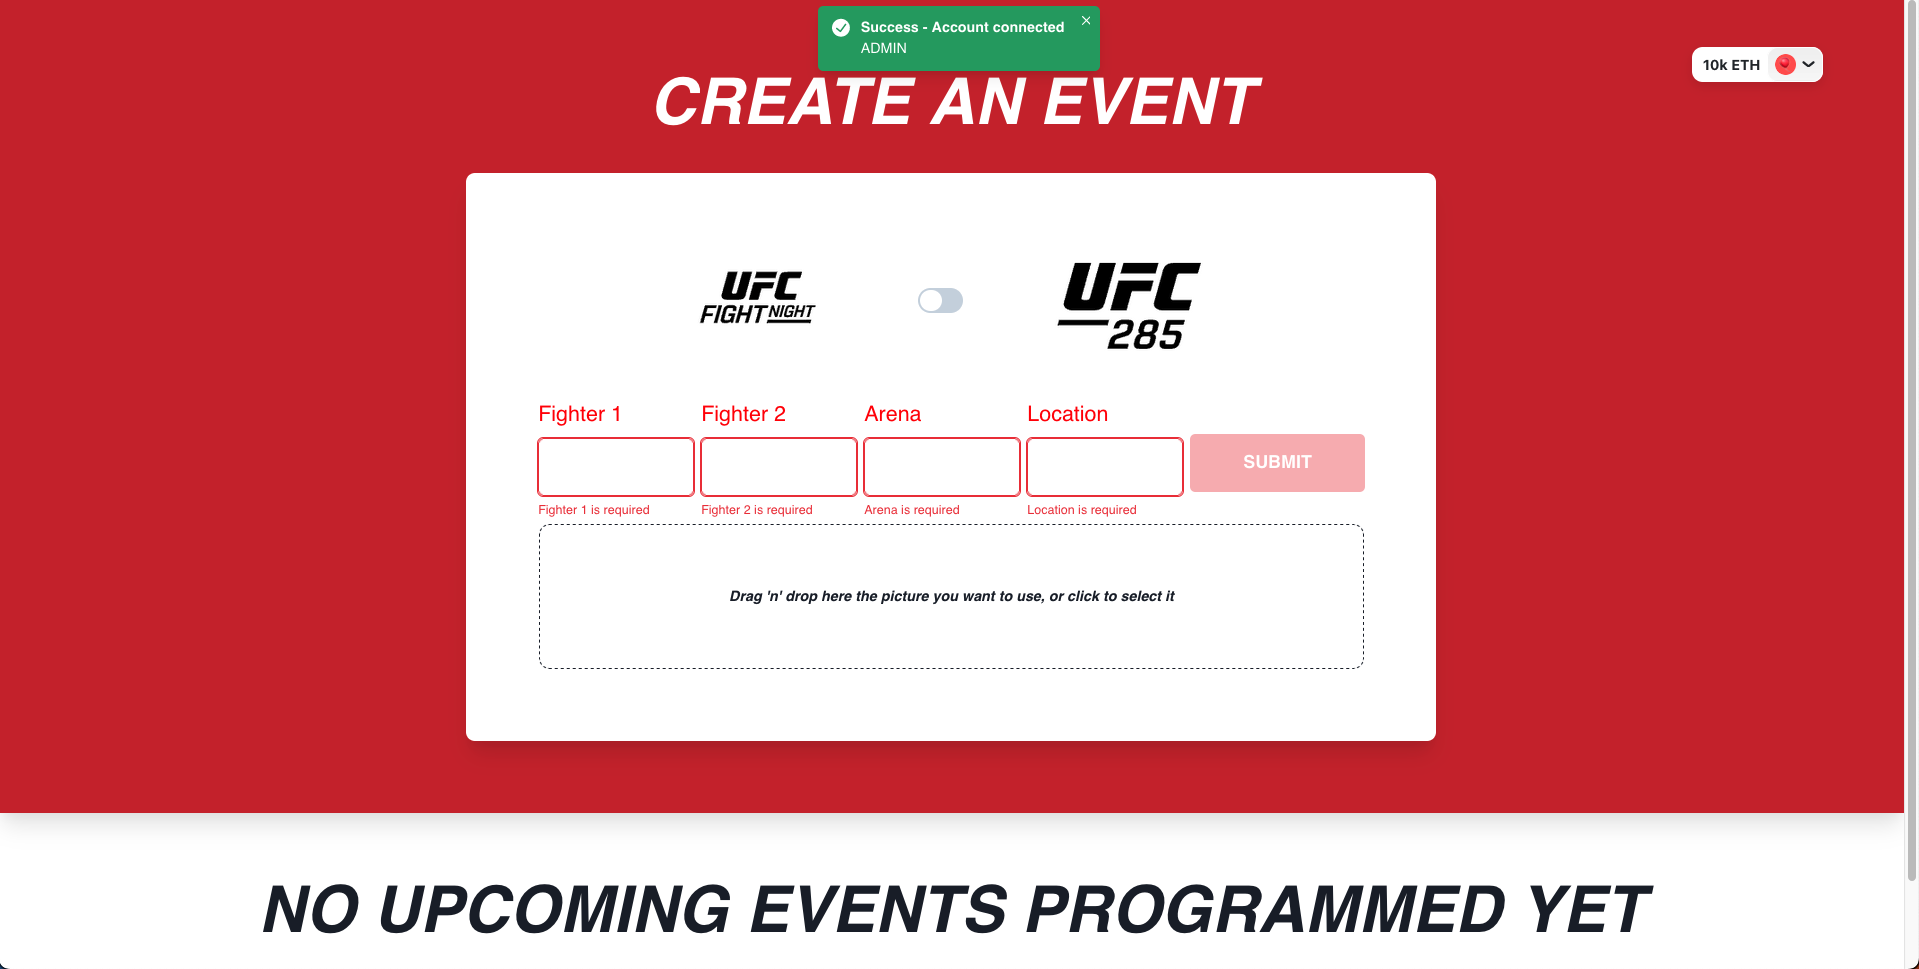 Success - Account connected
ADMIN
10k ETH
CREATE AN EVENT
UFC
FIGHT NIGHT
UFC
285
Fighter 1
Fighter 2
Arena
Location
SUBMIT
Fighter 1 is required
Fighter 2 is required
Arena is required
Location is required
Drag 'n' drop here the picture you want to use, or click to select it
NO UPCOMING EVENTS PROGRAMMED YET